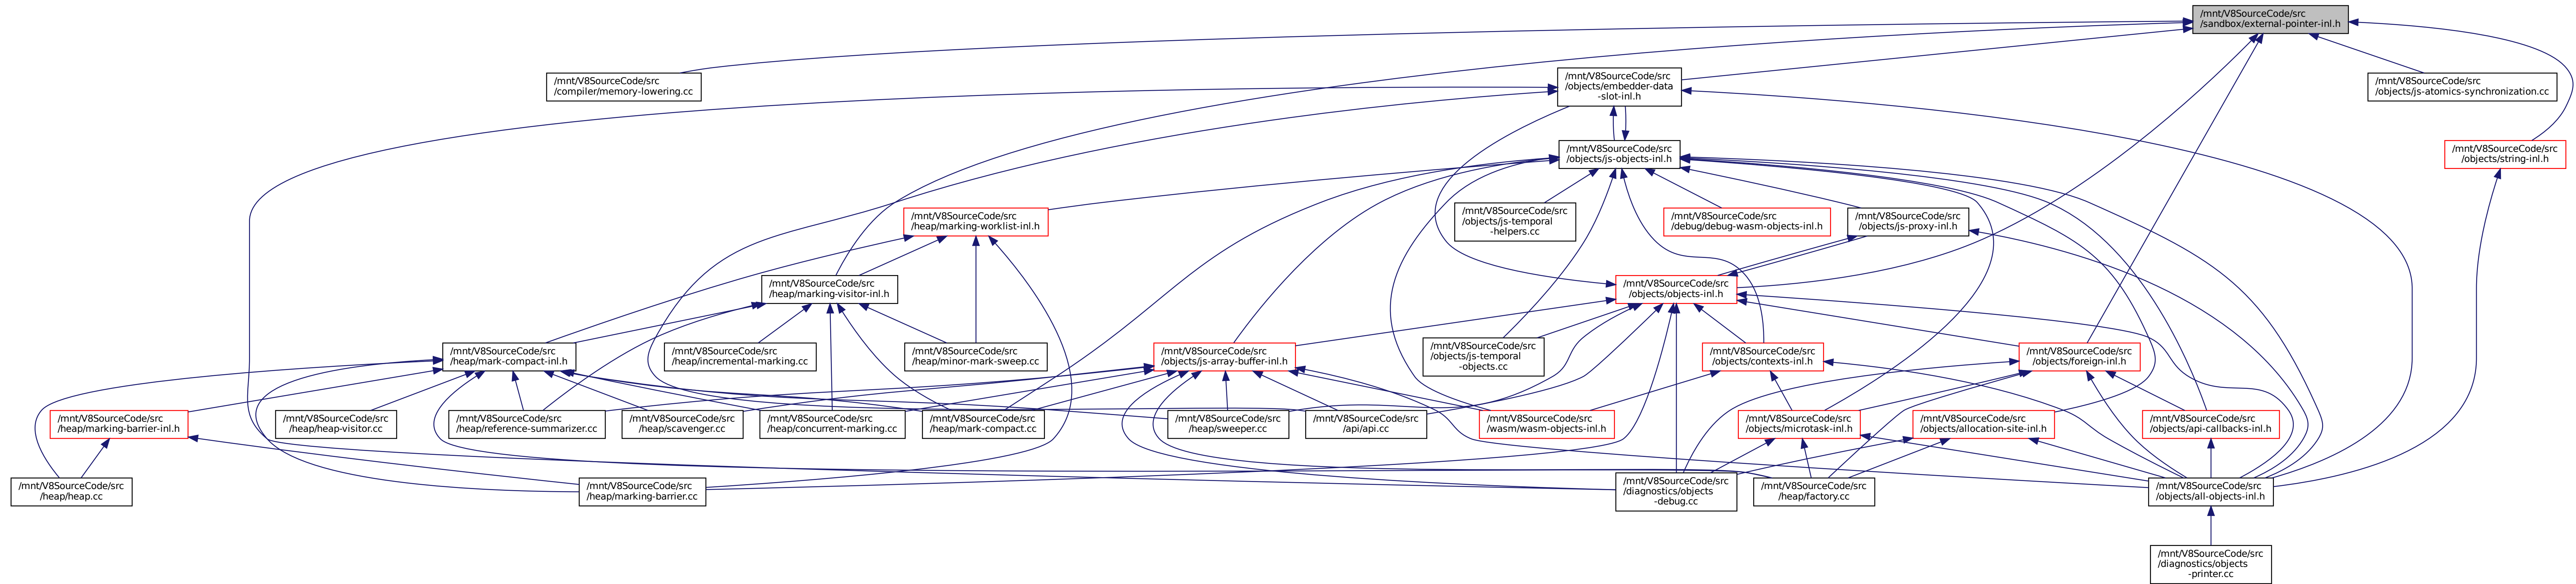 /mnt/V8SourceCode/src
/sandbox/external-pointer-inl.h
/mnt/V8SourceCode/src
/compiler/memory-lowering.cc
/mnt/V8SourceCode/src
/objects/embedder-data
-slot-inl.h
/mnt/V8SourceCode/src
/objects/js-atomics-synchronization.cc
/mnt/V8SourceCode/src
/objects/js-objects-inl.h
/mnt/V8SourceCode/src
/objects/string-inl.h
/mnt/V8SourceCode/src
/heap/marking-worklist-inl.h
/mnt/V8SourceCode/src
/objects/js-temporal
-helpers.cc
/mnt/V8SourceCode/src
/debug/debug-wasm-objects-inl.h
/mnt/V8SourceCode/src
/objects/js-proxy-inl.h
/mnt/V8SourceCode/src
/heap/marking-visitor-inl.h
/mnt/V8SourceCode/src
/objects/objects-inl.h
/mnt/V8SourceCode/src
/heap/mark-compact-inl.h
/mnt/V8SourceCode/src
/heap/incremental-marking.cc
/mnt/V8SourceCode/src
/heap/minor-mark-sweep.cc
/mnt/V8SourceCode/src
/objects/js-array-buffer-inl.h
/mnt/V8SourceCode/src
/objects/js-temporal
-objects.cc
/mnt/V8SourceCode/src
/objects/contexts-inl.h
/mnt/V8SourceCode/src
/objects/foreign-inl.h
/mnt/V8SourceCode/src
/heap/marking-barrier-inl.h
/mnt/V8SourceCode/src
/heap/heap-visitor.cc
/mnt/V8SourceCode/src
/heap/reference-summarizer.cc
/mnt/V8SourceCode/src
/heap/scavenger.cc
/mnt/V8SourceCode/src
/heap/concurrent-marking.cc
/mnt/V8SourceCode/src
/heap/mark-compact.cc
/mnt/V8SourceCode/src
/heap/sweeper.cc
/mnt/V8SourceCode/src
/api/api.cc
/mnt/V8SourceCode/src
/wasm/wasm-objects-inl.h
/mnt/V8SourceCode/src
/objects/microtask-inl.h
/mnt/V8SourceCode/src
/objects/allocation-site-inl.h
/mnt/V8SourceCode/src
/objects/api-callbacks-inl.h
/mnt/V8SourceCode/src
/heap/heap.cc
/mnt/V8SourceCode/src
/heap/marking-barrier.cc
/mnt/V8SourceCode/src
/diagnostics/objects
-debug.cc
/mnt/V8SourceCode/src
/heap/factory.cc
/mnt/V8SourceCode/src
/objects/all-objects-inl.h
/mnt/V8SourceCode/src
/diagnostics/objects
-printer.cc